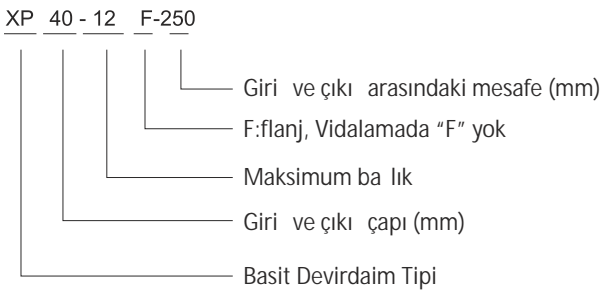 XP 40 - 12 F-250
Giri ve çıkı arasındaki mesafe (mm)
F:flanj, Vidalamada “F” yok
Maksimum ba lık
Giri ve çıkı çapı (mm)
Basit Devirdaim Tipi